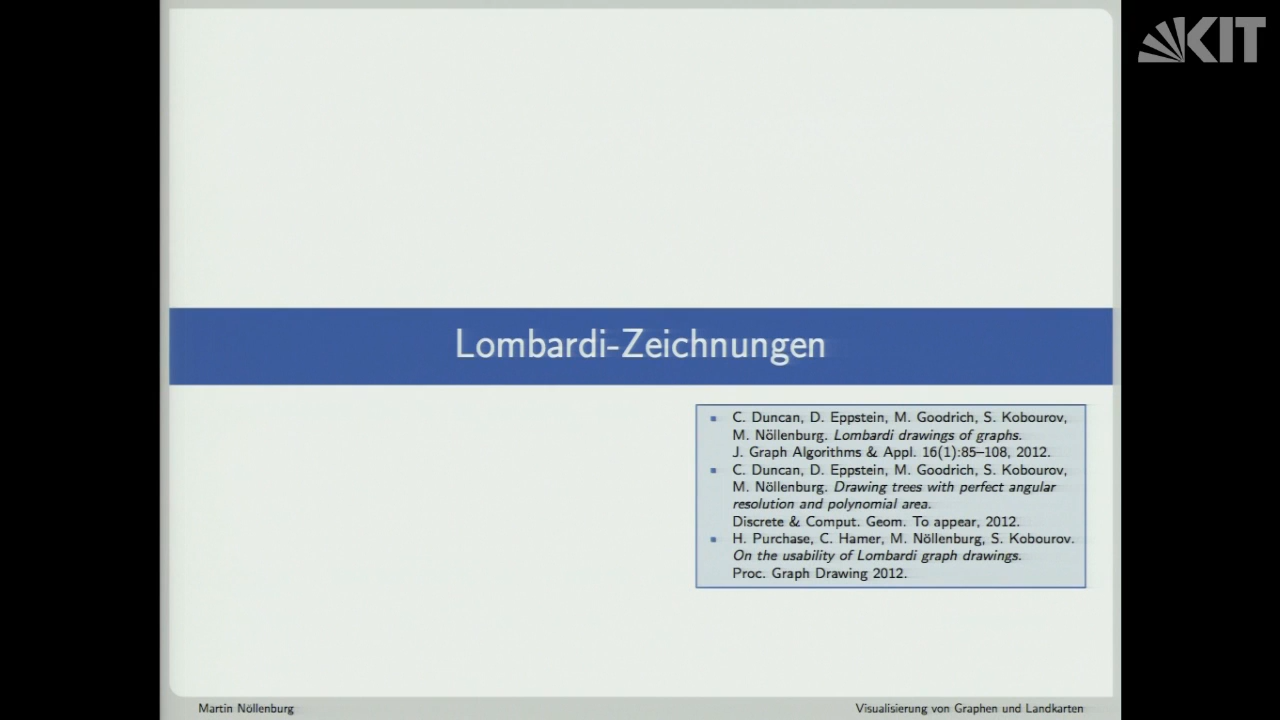 KIT
Lombardi-Zeichnungen
C. Duncan, D. Eppstein, M. Goodrich, S. Kobourov,
M. Nöllenburg. Lombardi drawings of graphs.
J. Graph Algorithms & Appl. 16(1):85–108, 2012.
C. Duncan, D. Eppstein, M. Goodrich, S. Kobourov,
M. Nöllenburg. Drawing trees with perfect angular
resolution and polynomial area.
Discrete & Comput. Geom. To appear, 2012.
H. Purchase, C. Hamer, M. Nöllenburg, S. Kobourov.
On the usability of Lombardi graph drawings.
Proc. Graph Drawing 2012.
Martin Nöllenburg
Visualisierung von Graphen und Landkarten